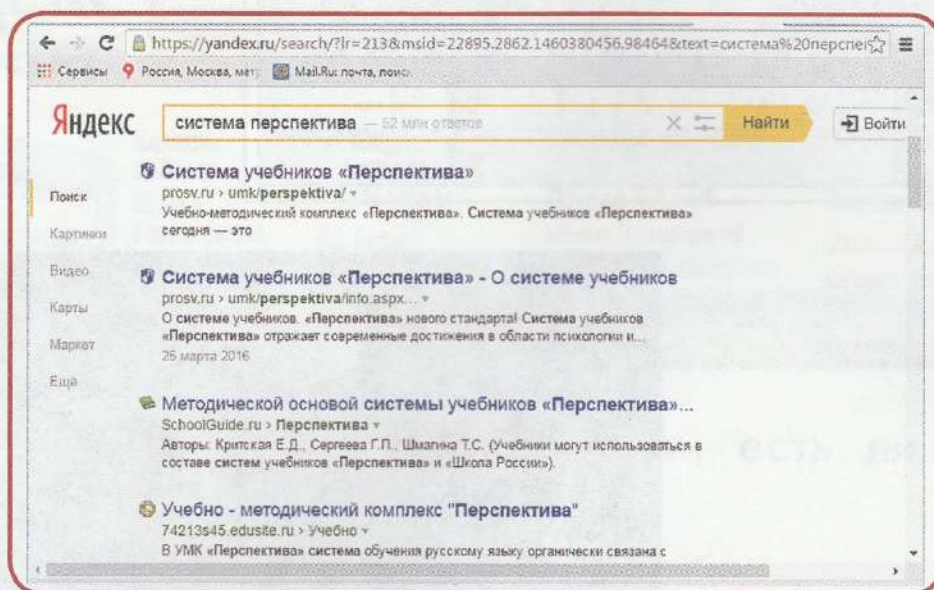 https://yandex.ru/search/?lr=213&msid=22895.2862.1460380456.98464&text=система%20перспе
Сервисы Россия, Москва, мет Mail.Ru: почта, поис
Яндекс система перспектива — 52 млн ответов Найти Войти
Поиск
Картинки
Видео
Карты
Маркет
Ещё
Система учебников «Перспектива»
prosv.ru › umk/perspektiva/
Учебно-методический комплекс «Перспектива». Система учебников «Перспектива»
сегодня — это
Система учебников «Перспектива» - О системе учебников
prosv.ru › umk/perspektiva/info.aspx...
О системе учебников. «Перспектива» нового стандарта! Система учебников
«Перспектива» отражает современные достижения в области психологии и...
25 марта 2016
Методической основой системы учебников «Перспектива»...
SchoolGuide.ru › Перспектива
Авторы: Критская Е.Д., Сергеева Г.П., Шмагина Т.С. (Учебники могут использоваться в
составе систем учебников «Перспектива» и «Школа России»).
Учебно - методический комплекс "Перспектива"
74213s45.edusite.ru › Учебно
В УМК «Перспектива» система обучения русскому языку органически связана с